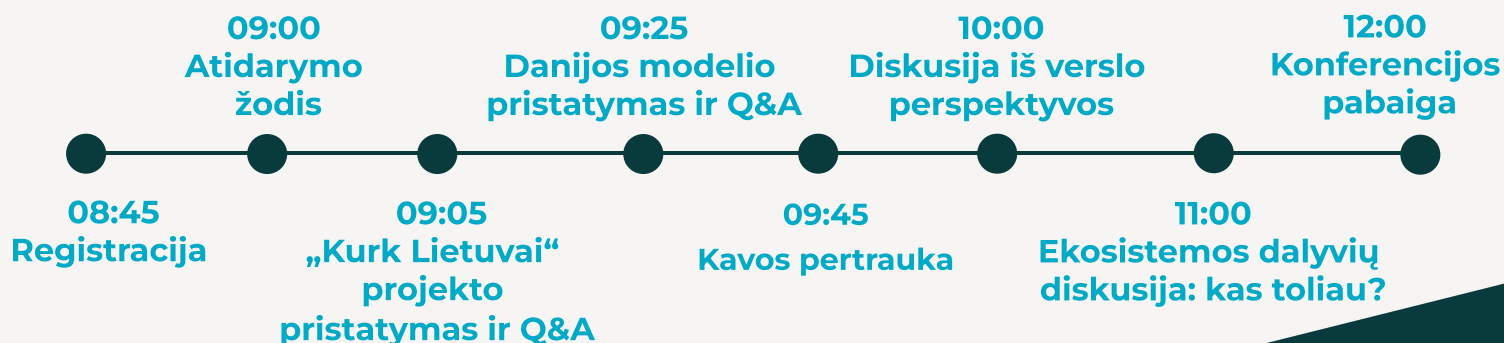 08:45
Registracija
09:00
Atidarymo
žodis
09:05
„Kurk Lietuvai“
projekto
pristatymas ir Q&A
09:25
Danijos modelio
pristatymas ir Q&A
09:45
Kavos pertrauka
10:00
Diskusija iš verslo
perspektyvos
11:00
Ekosistemos dalyvių
diskusija: kas toliau?
12:00
Konferencijos
pabaiga